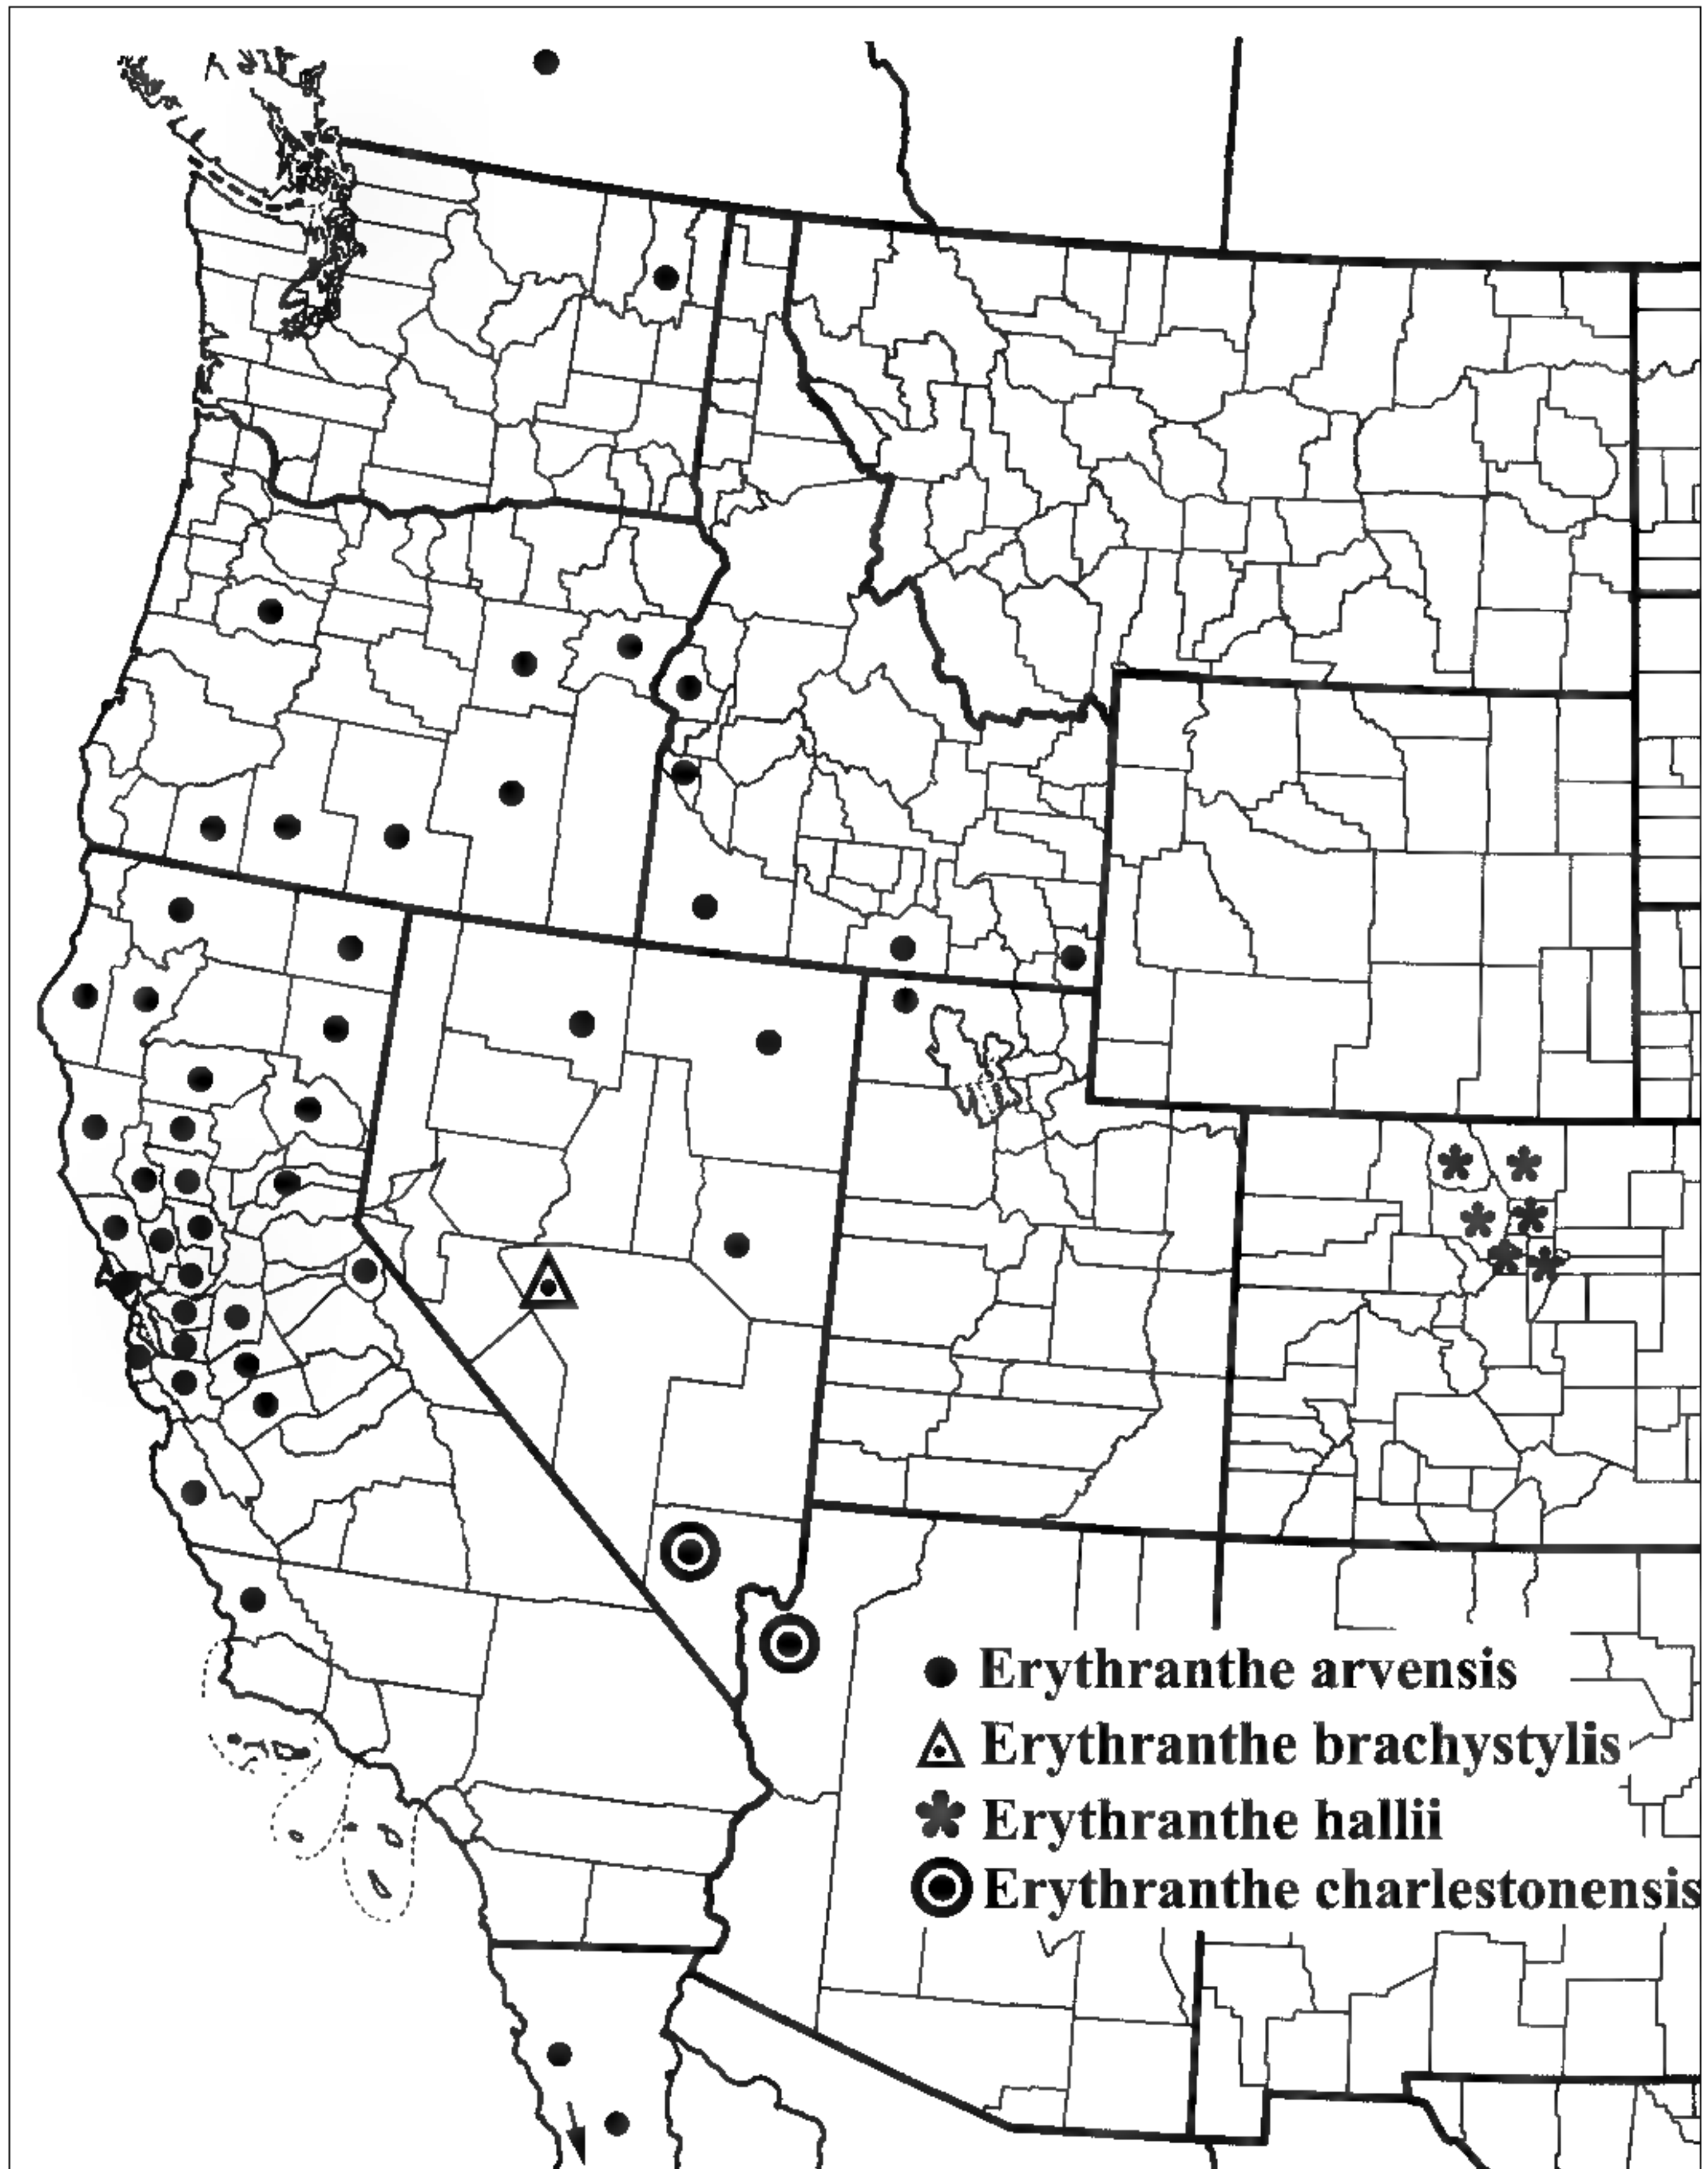 Erythranthe arvensis
Erythranthe brachystylis
Erythranthe hallii
Erythranthe charlestonensis